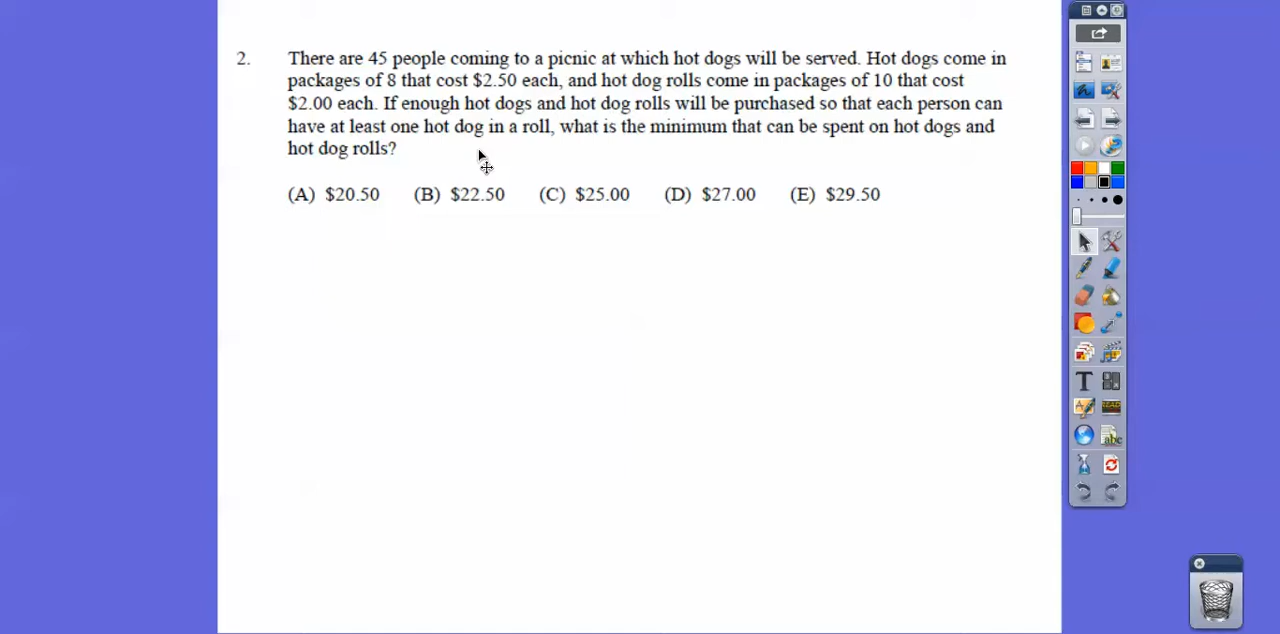 2. There are 45 people coming to a picnic at which hot dogs will be served. Hot dogs come in
packages of 8 that cost $2.50 each, and hot dog rolls come in packages of 10 that cost
$2.00 each. If enough hot dogs and hot dog rolls will be purchased so that each person can
have at least one hot dog in a roll, what is the minimum that can be spent on hot dogs and
hot dog rolls?
(A) $20.50 (B) $22.50 (C) $25.00 (D) $27.00 (E) $29.50